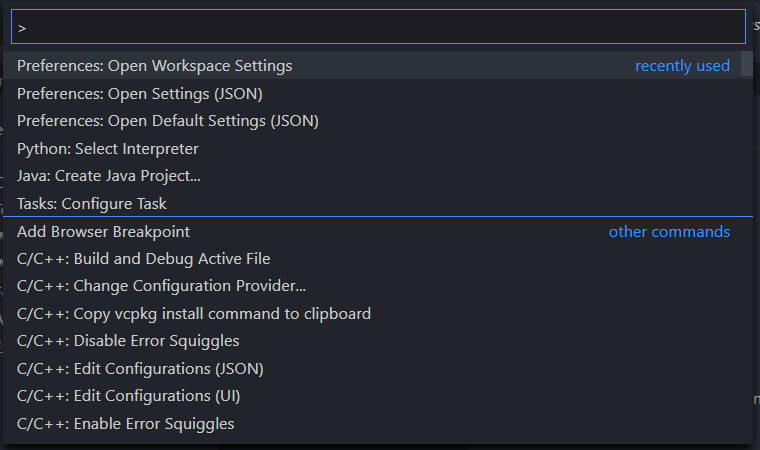 >
Preferences: Open Workspace Settings recently used
Preferences: Open Settings (JSON)
Preferences: Open Default Settings (JSON)
Python: Select Interpreter
Java: Create Java Project...
Tasks: Configure Task
Add Browser Breakpoint other commands
C/C++: Build and Debug Active File
C/C++: Change Configuration Provider...
C/C++: Copy vcpkg install command to clipboard
C/C++: Disable Error Squiggles
C/C++: Edit Configurations (JSON)
C/C++: Edit Configurations (UI)
C/C++: Enable Error Squiggles